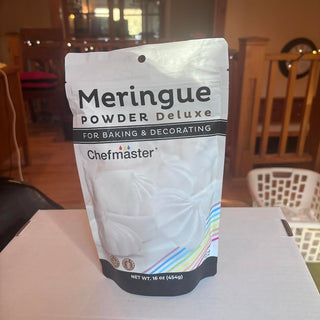 Meringue
POWDER Deluxe
FOR BAKING & DECORATING
Chefmaster®
NET WT. 16 oz (454g)